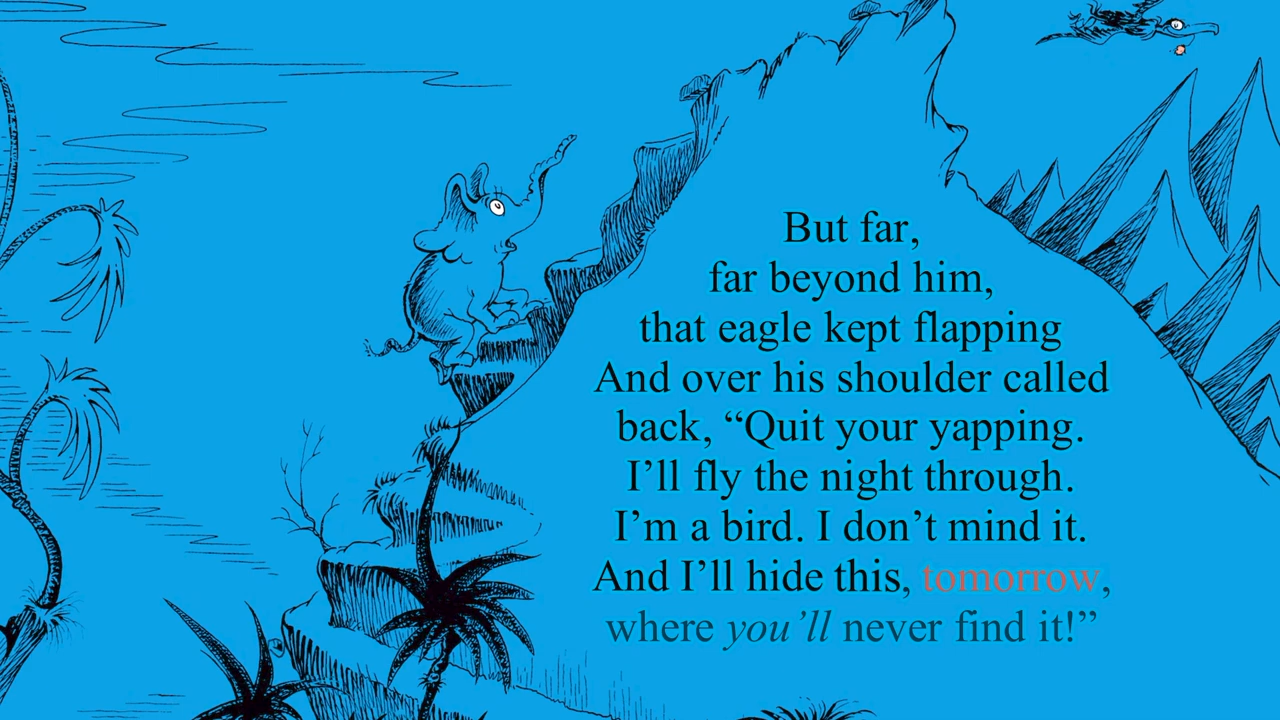 But far,
far beyond him,
that eagle kept flapping
And over his shoulder called
back, “Quit your yapping.
I’ll fly the night through.
I’m a bird. I don’t mind it.
And I’ll hide this, tomorrow,
where you’ll never find it!”